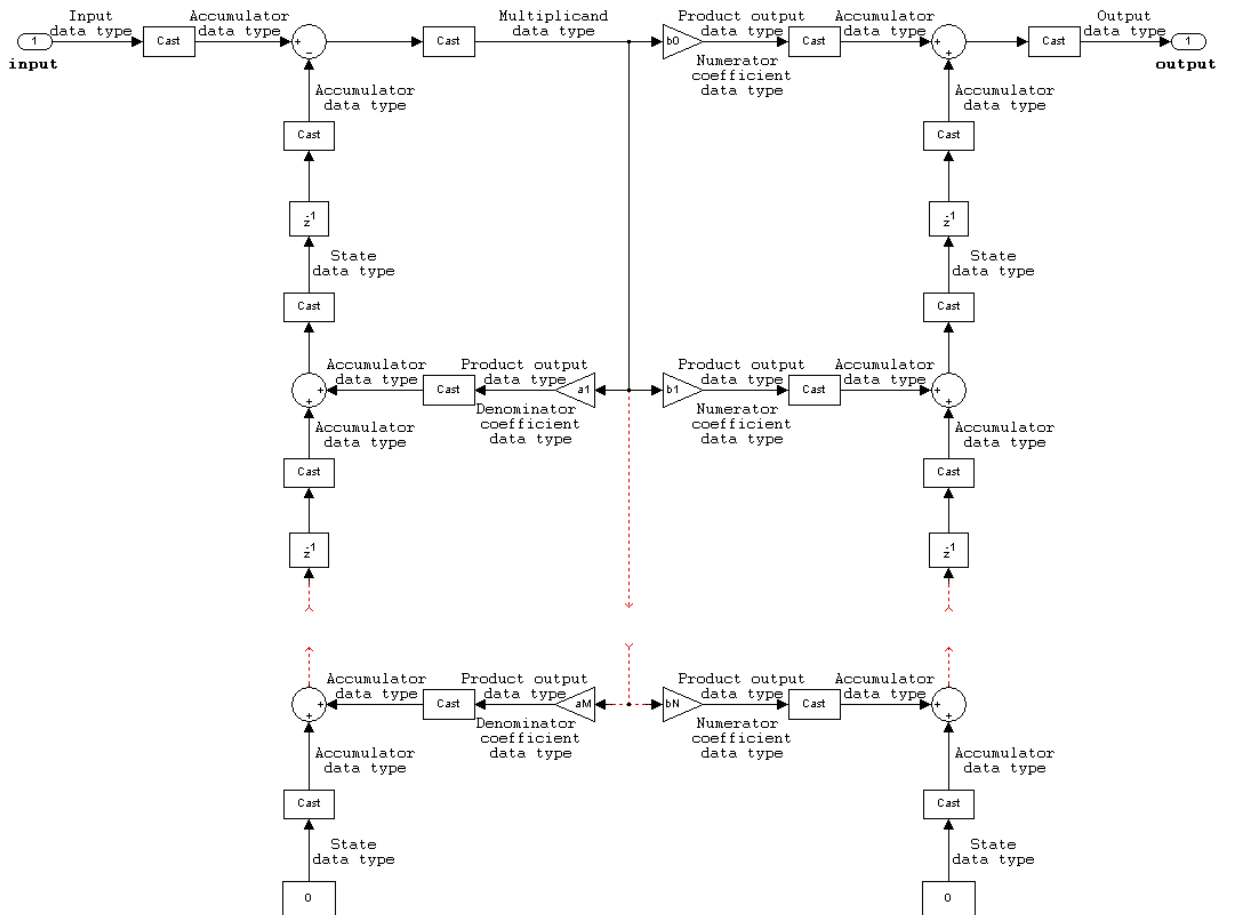 Input
data type
Accumulator
data type
Multiplicand
data type
Product output
data type
Accumulator
data type
Output
data type
1
Cast
+
−
Cast
b0
Cast
+
+
Cast
1
input
output
Numerator
coefficient
data type
Accumulator
data type
Accumulator
data type
Cast
Cast
z-1
z-1
State
data type
State
data type
Cast
Cast
Accumulator
data type
Product output
data type
Product output
data type
Accumulator
data type
+
+
Cast
a1
b1
Cast
+
+
Denominator
coefficient
data type
Numerator
coefficient
data type
Accumulator
data type
Accumulator
data type
Cast
Cast
z-1
z-1
Accumulator
data type
Product output
data type
Product output
data type
Accumulator
data type
+
+
Cast
aM
bN
Cast
+
+
Denominator
coefficient
data type
Numerator
coefficient
data type
Accumulator
data type
Accumulator
data type
Cast
Cast
State
data type
State
data type
0
0